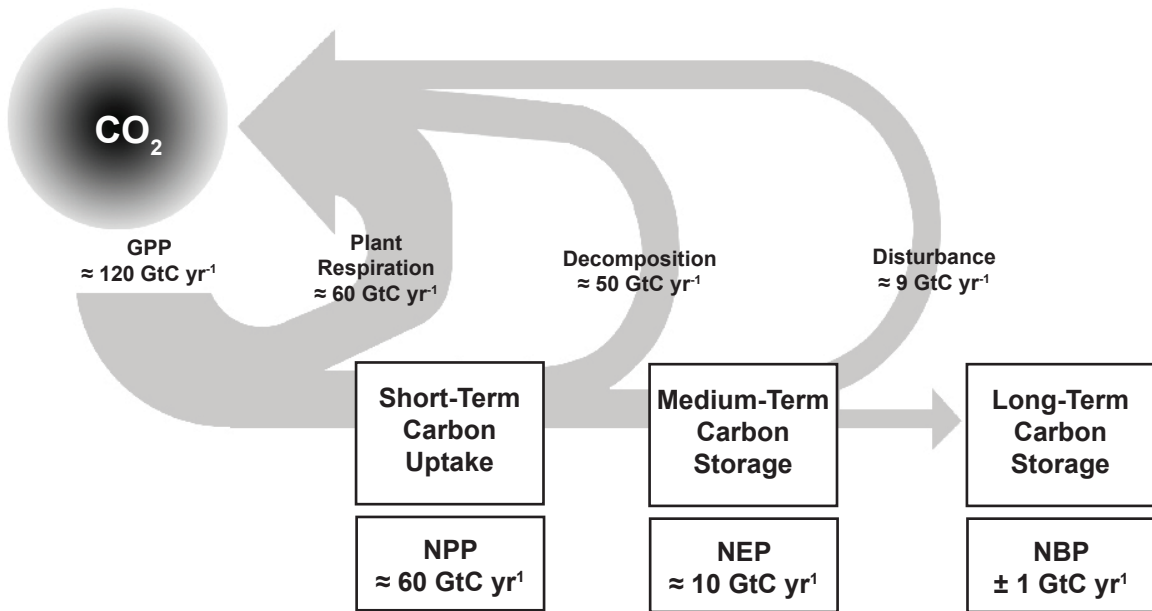 CO₂
GPP
≈ 120 GtC yr⁻¹
Plant
Respiration
≈ 60 GtC yr⁻¹
Decomposition
≈ 50 GtC yr⁻¹
Disturbance
≈ 9 GtC yr⁻¹
Short-Term
Carbon
Uptake
Medium-Term
Carbon
Storage
Long-Term
Carbon
Storage
NPP
≈ 60 GtC yr¹
NEP
≈ 10 GtC yr¹
NBP
± 1 GtC yr¹